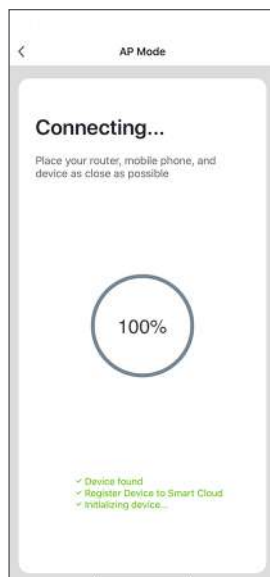 AP Mode
Connecting...
Place your router, mobile phone, and
device as close as possible
100%
✓ Device found
✓ Register Device to Smart Cloud
✓ Initializing device...